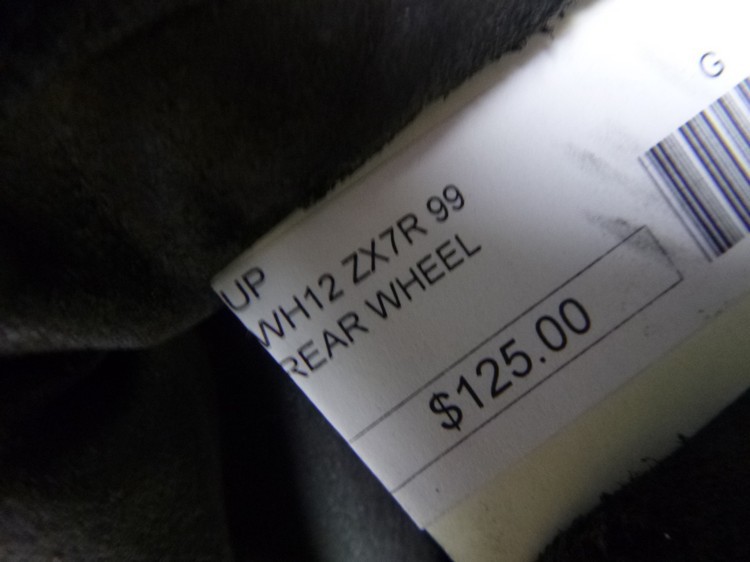 G
UP
WH12 ZX7R 99
REAR WHEEL
$125.00